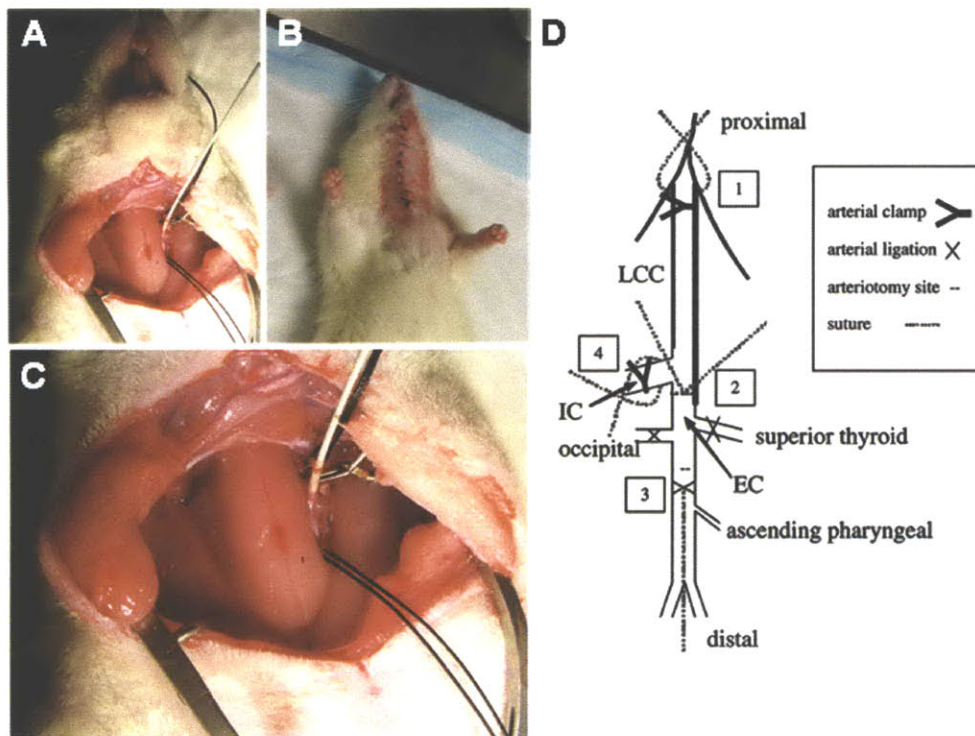 A
B
C
D
proximal
1
LCC
4
IC
2
occipital
superior thyroid
3
EC
ascending pharyngeal
distal
arterial clamp
arterial ligation
arteriotomy site
suture